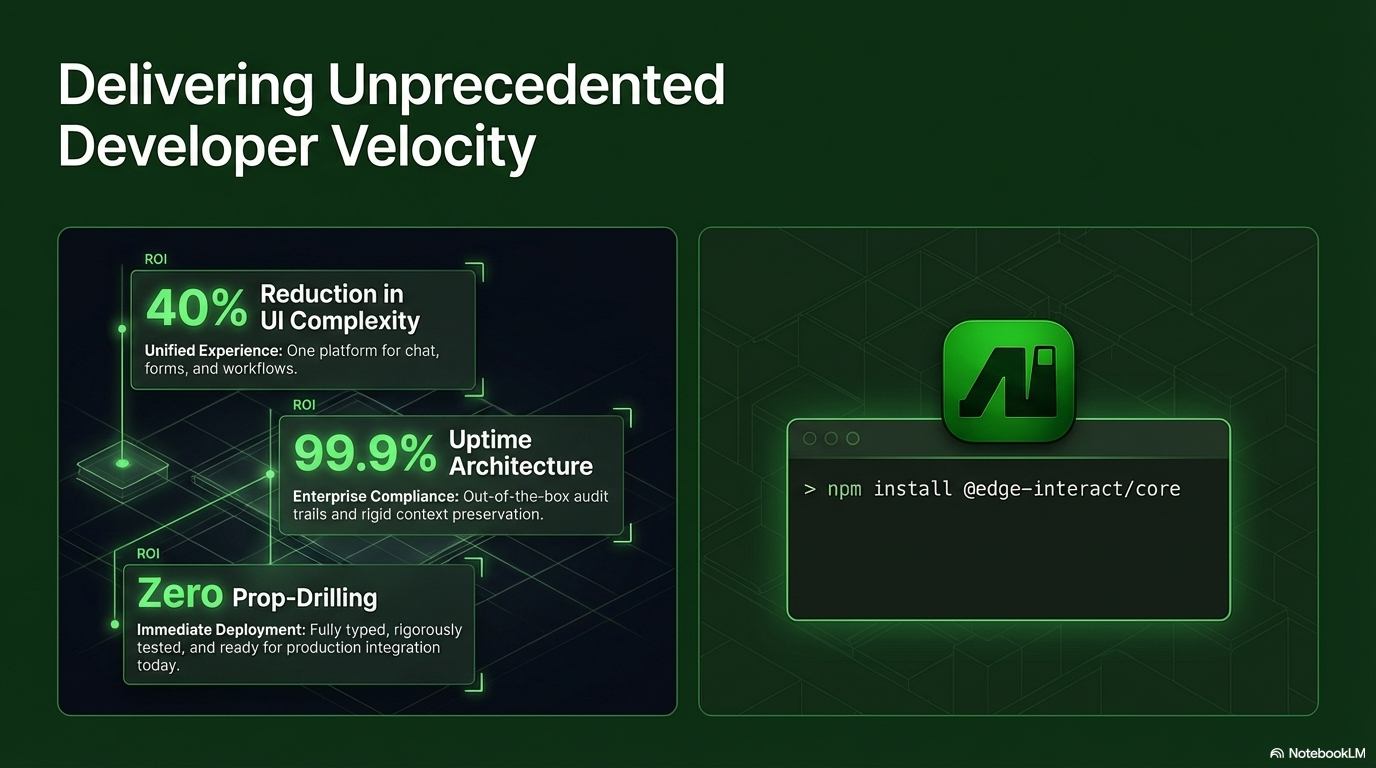 Delivering Unprecedented
Developer Velocity
ROI
40% Reduction in
UI Complexity
Unified Experience: One platform for chat,
forms, and workflows.
ROI
99.9% Uptime
Architecture
Enterprise Compliance: Out-of-the-box audit
trails and rigid context preservation.
ROI
Zero Prop-Drilling
Immediate Deployment: Fully typed, rigorously
tested, and ready for production integration
today.
Ai
> npm install @edge-interact/core
NotebookLM